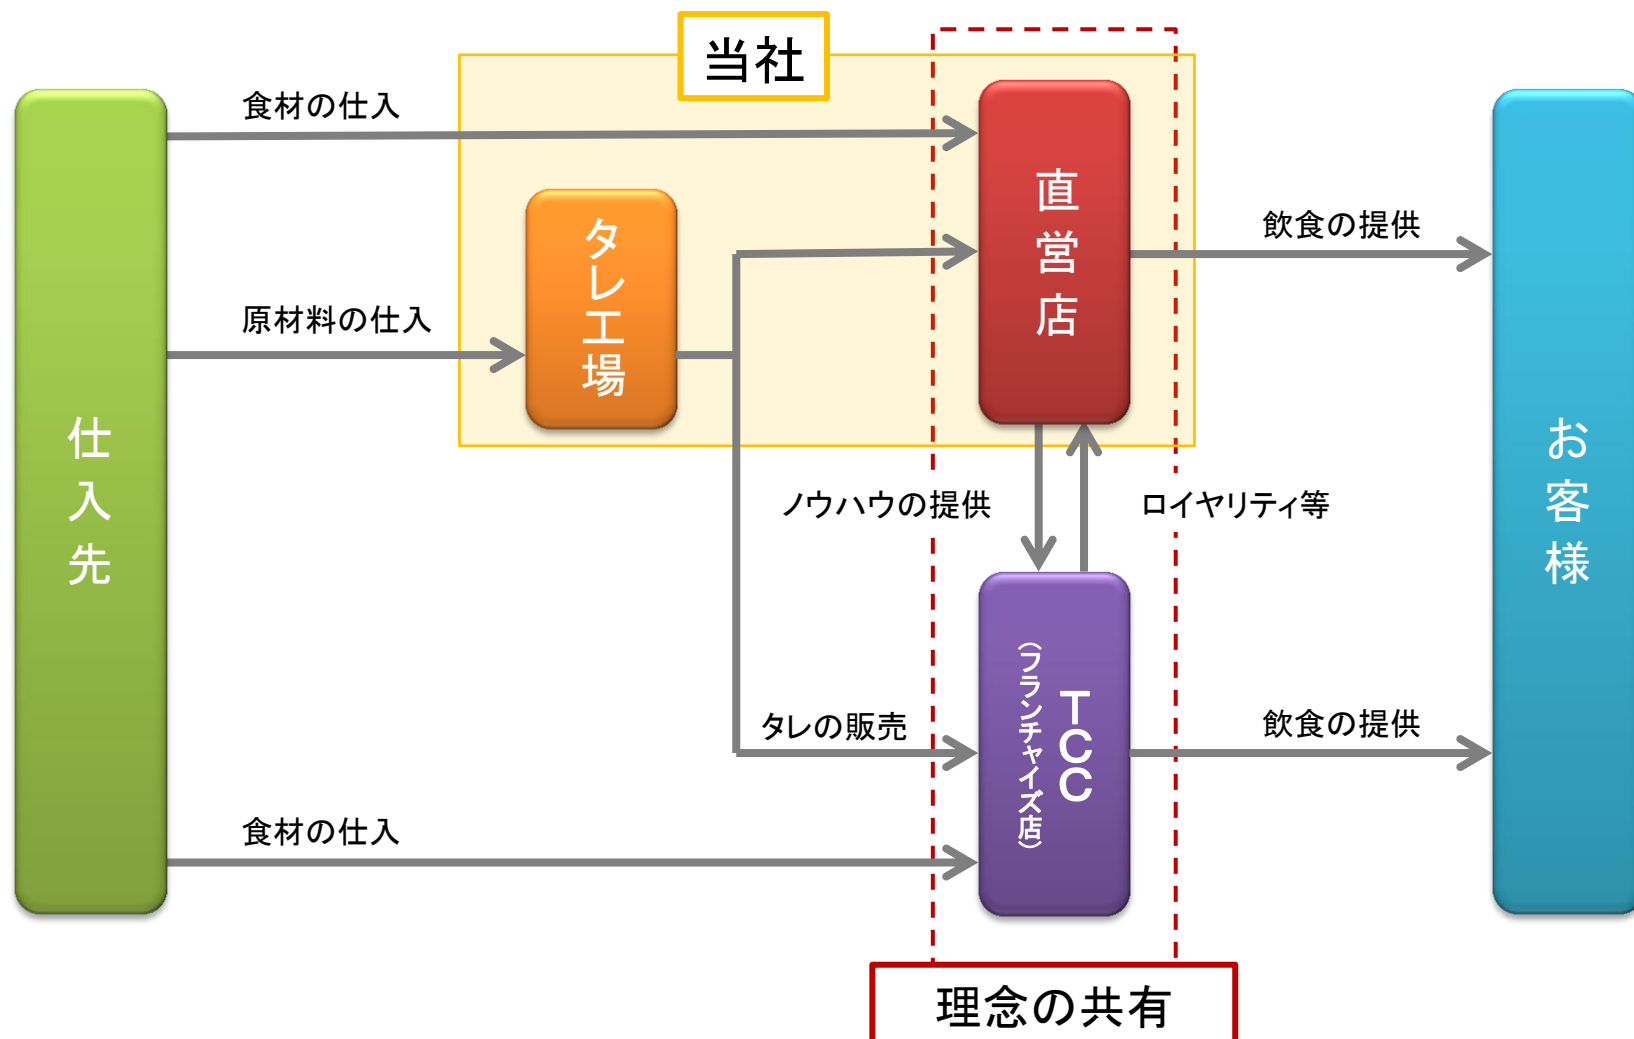 当社
食材の仕入
直営店
タレ工場
飲食の提供
原材料の仕入
仕入先
お客様
ノウハウの提供
ロイヤリティ等
TCC
（フランチャイズ店）
タレの販売
飲食の提供
食材の仕入
理念の共有